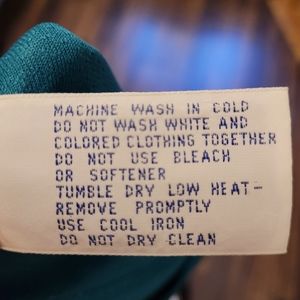 MACHINE WASH IN COLD
DO NOT WASH WHITE AND
COLORED CLOTHING TOGETHER
DO NOT USE BLEACH
OR SOFTENER
TUMBLE DRY LOW HEAT-
REMOVE PROMPTLY
USE COOL IRON
DO NOT DRY CLEAN